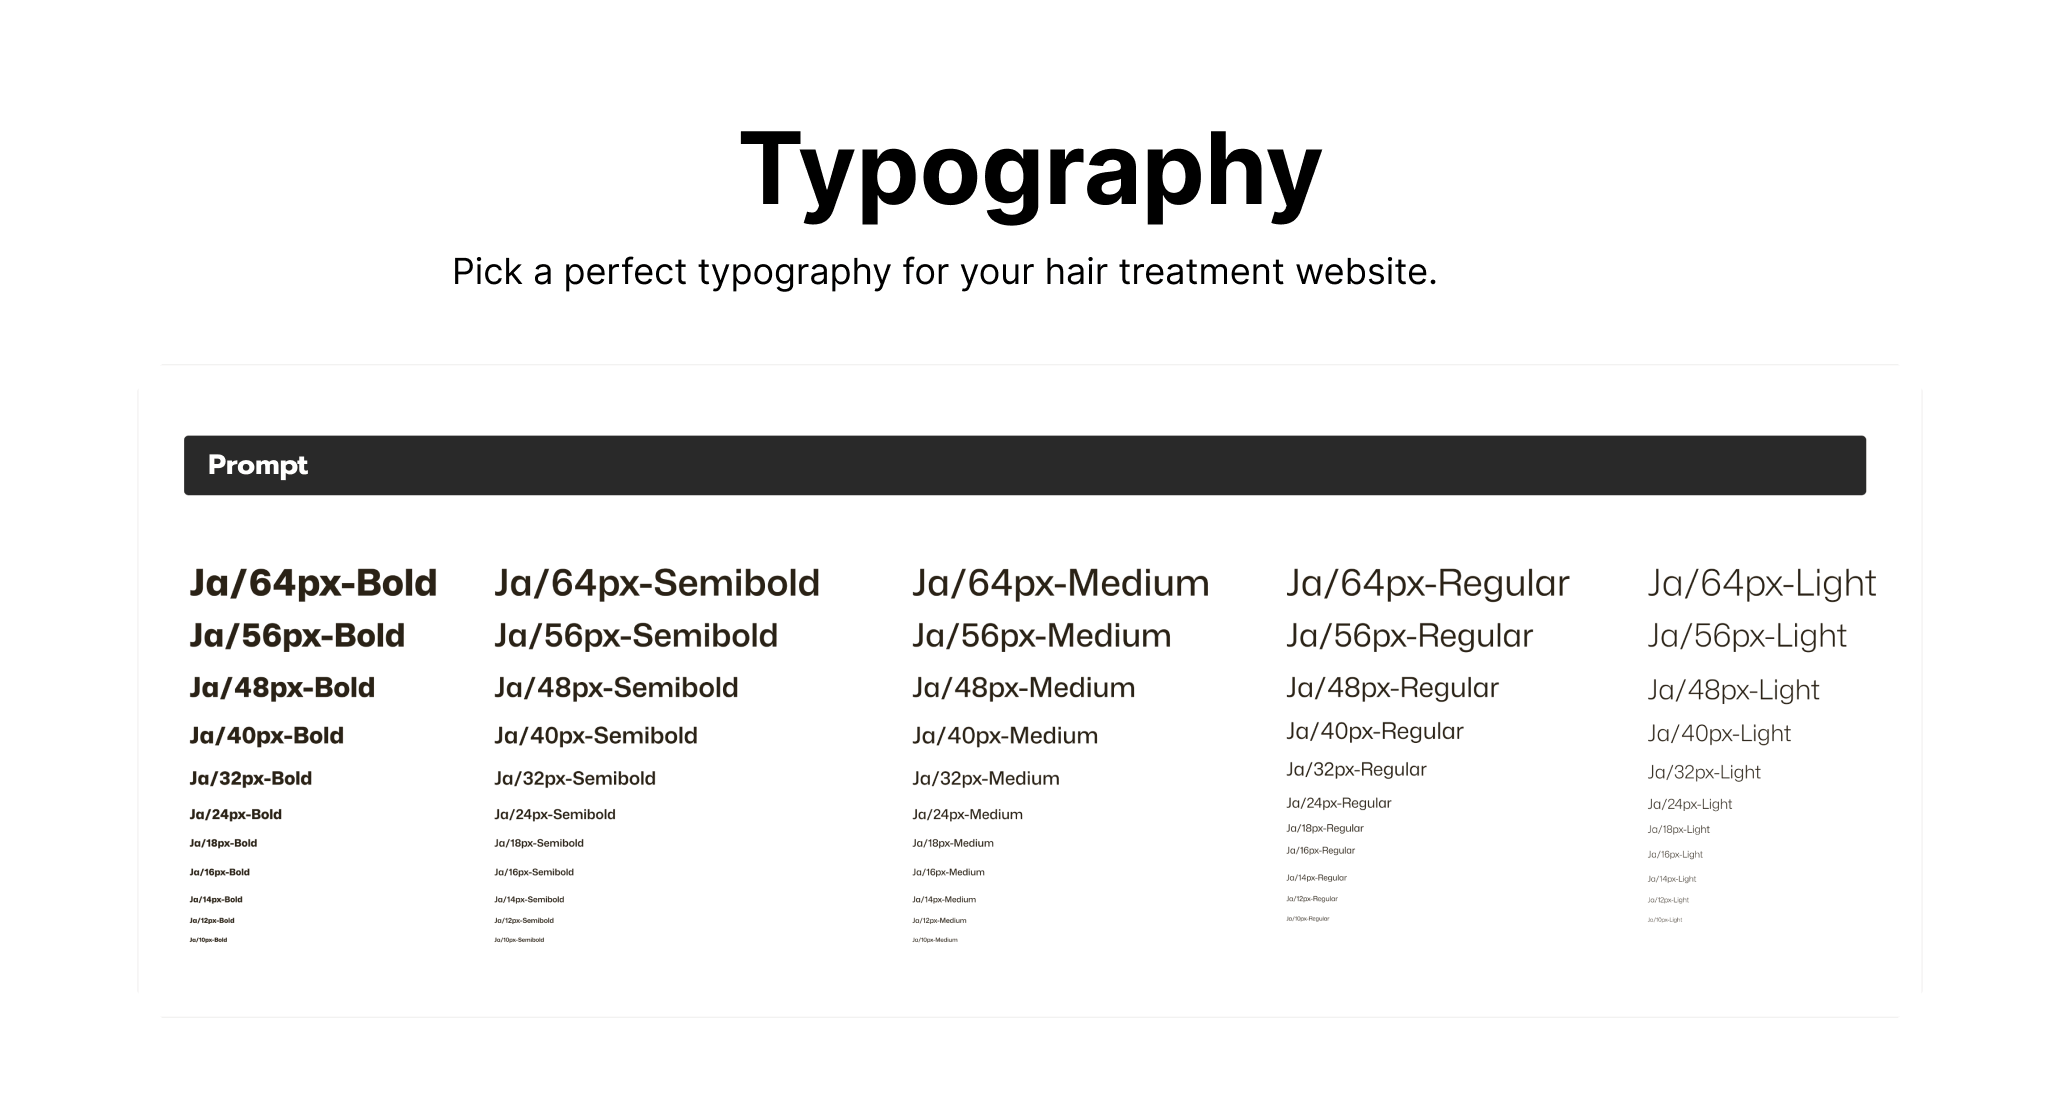 Typography
Pick a perfect typography for your hair treatment website.
Prompt
Ja/64px-Bold
Ja/56px-Bold
Ja/48px-Bold
Ja/40px-Bold
Ja/32px-Bold
Ja/24px-Bold
Ja/18px-Bold
Ja/16px-Bold
Ja/14px-Bold
Ja/12px-Bold
Ja/10px-Bold
Ja/64px-Semibold
Ja/56px-Semibold
Ja/48px-Semibold
Ja/40px-Semibold
Ja/32px-Semibold
Ja/24px-Semibold
Ja/18px-Semibold
Ja/16px-Semibold
Ja/14px-Semibold
Ja/12px-Semibold
Ja/10px-Semibold
Ja/64px-Medium
Ja/56px-Medium
Ja/48px-Medium
Ja/40px-Medium
Ja/32px-Medium
Ja/24px-Medium
Ja/18px-Medium
Ja/16px-Medium
Ja/14px-Medium
Ja/12px-Medium
Ja/10px-Medium
Ja/64px-Regular
Ja/56px-Regular
Ja/48px-Regular
Ja/40px-Regular
Ja/32px-Regular
Ja/24px-Regular
Ja/18px-Regular
Ja/16px-Regular
Ja/14px-Regular
Ja/12px-Regular
Ja/10px-Regular
Ja/64px-Light
Ja/56px-Light
Ja/48px-Light
Ja/40px-Light
Ja/32px-Light
Ja/24px-Light
Ja/18px-Light
Ja/16px-Light
Ja/14px-Light
Ja/12px-Light
Ja/10px-Light